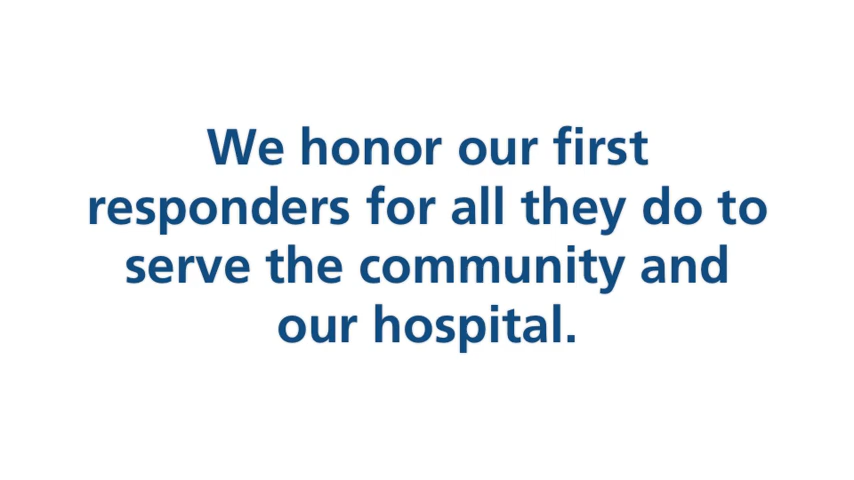 We honor our first
responders for all they do to
serve the community and
our hospital.